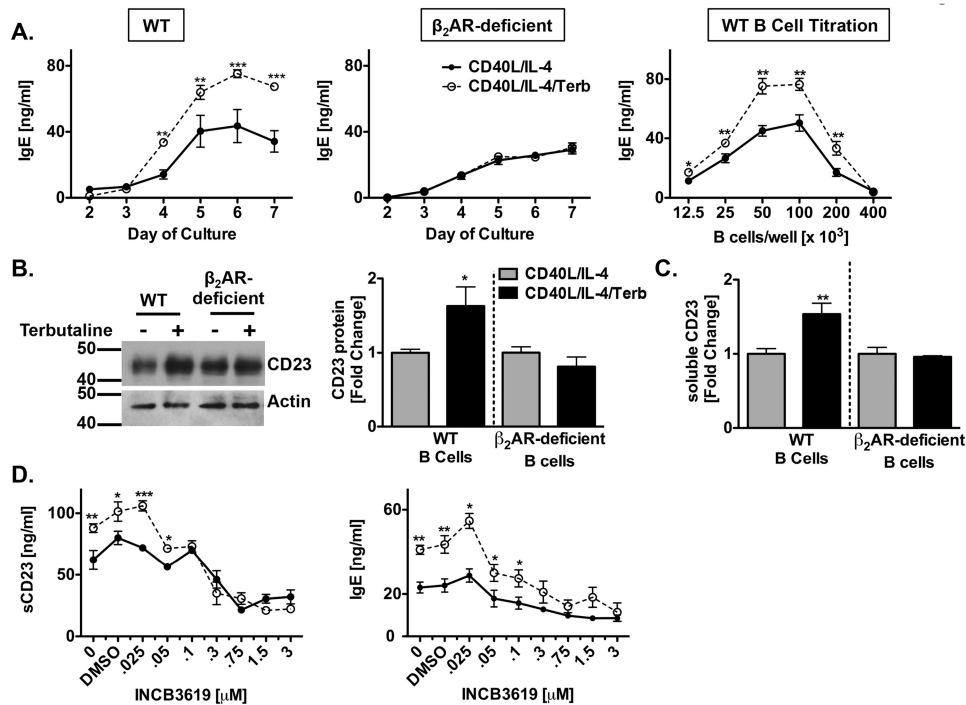 A.
WT
β2AR-deficient
WT B Cell Titration
IgE [ng/ml]
80
40
0
** ** *** ***
2 3 4 5 6 7
Day of Culture
IgE [ng/ml]
80
40
0
CD40L/IL-4
CD40L/IL-4/Terb
2 3 4 5 6 7
Day of Culture
IgE [ng/ml]
80
40
0
* ** ** ** **
12.5 25 50 100 200 400
B cells/well [x 10³]
B.
WT
β2AR-
deficient
Terbutaline - + - +
50
40
CD23
50
40
Actin
CD23 protein
[Fold Change]
2
1
0
*
CD40L/IL-4
CD40L/IL-4/Terb
WT
B Cells
β2AR-deficient
B cells
C.
soluble CD23
[Fold Change]
2
1
0
**
WT
B Cells
β2AR-deficient
B cells
D.
sCD23 [ng/ml]
100
50
0
** * *** *
0 DMSO .025 .05 .1 .3 .75 1.5 3
INCB3619 [μM]
IgE [ng/ml]
60
40
20
0
** ** * * *
0 DMSO .025 .05 .1 .3 .75 1.5 3
INCB3619 [μM]